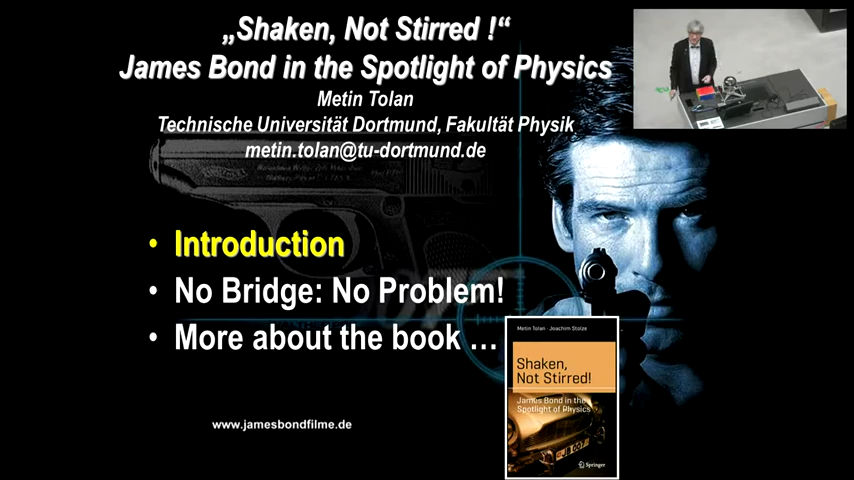 „Shaken, Not Stirred !“
James Bond in the Spotlight of Physics
Metin Tolan
Technische Universität Dortmund, Fakultät Physik
metin.tolan@tu-dortmund.de
• Introduction
• No Bridge: No Problem!
• More about the book …
www.jamesbondfilme.de
Metin Tolan · Joachim Stolze
Shaken,
Not Stirred!
James Bond in the
Spotlight of Physics
JB 007
Springer